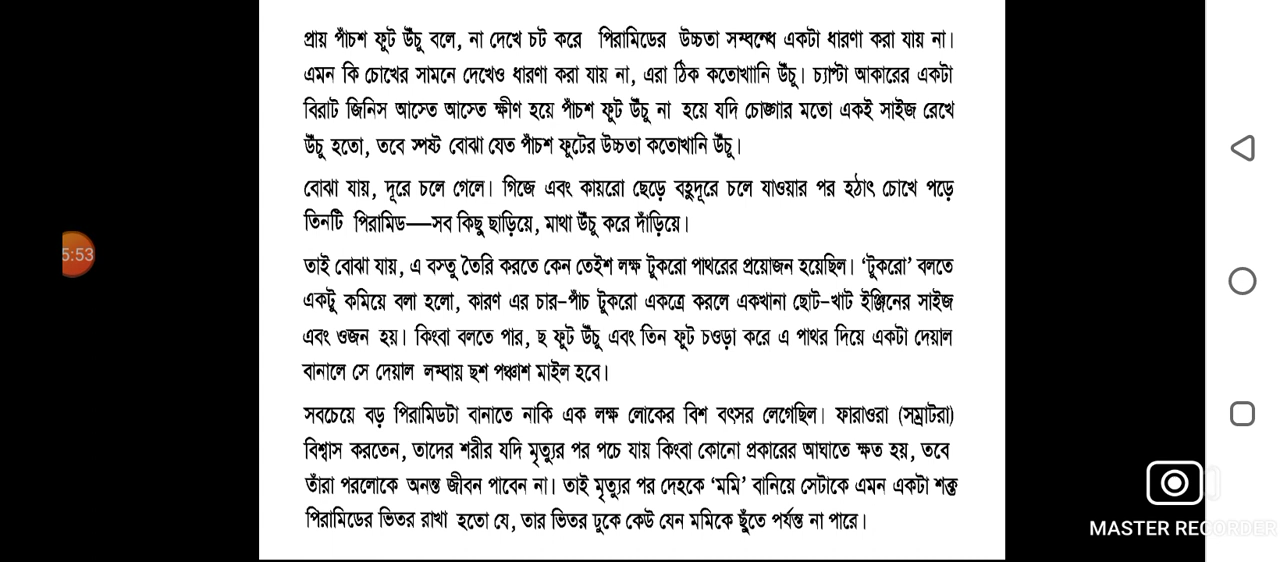 প্রায় পাঁচশ ফুট উঁচু বলে, না দেখে চট করে পিরামিডের উচ্চতা সম্বন্ধে একটা ধারণা করা যায় না।
এমন কি চোখের সামনে দেখেও ধারণা করা যায় না, এরা ঠিক কতোখাানি উঁচু। চ্যাপ্টা আকারের একটা
বিরাট জিনিস আস্তে আস্তে ক্ষীণ হয়ে পাঁচশ ফুট উঁচু না হয়ে যদি চোঙ্গার মতো একই সাইজ রেখে
উঁচু হতো, তবে স্পষ্ট বোঝা যেত পাঁচশ ফুটের উচ্চতা কতোখানি উঁচু।
বোঝা যায়, দূরে চলে গেলে। গিজে এবং কায়রো ছেড়ে বহুদূরে চলে যাওয়ার পর হঠাৎ চোখে পড়ে
তিনটি পিরামিড—সব কিছু ছাড়িয়ে, মাথা উঁচু করে দাঁড়িয়ে।
5:53
তাই বোঝা যায়, এ বস্তু তৈরি করতে কেন তেইশ লক্ষ টুকরো পাথরের প্রয়োজন হয়েছিল। ‘টুকরো’ বলতে
একটু কমিয়ে বলা হলো, কারণ এর চার-পাঁচ টুকরো একত্রে করলে একখানা ছোট-খাট ইঞ্জিনের সাইজ
এবং ওজন হয়। কিংবা বলতে পার, ছ ফুট উঁচু এবং তিন ফুট চওড়া করে এ পাথর দিয়ে একটা দেয়াল
বানালে সে দেয়াল লম্বায় ছশ পঞ্চাশ মাইল হবে।
সবচেয়ে বড় পিরামিডটা বানাতে নাকি এক লক্ষ লোকের বিশ বৎসর লেগেছিল। ফারাওরা (সম্রাটরা)
বিশ্বাস করতেন, তাদের শরীর যদি মৃত্যুর পর পচে যায় কিংবা কোনো প্রকারের আঘাতে ক্ষত হয়, তবে
তাঁরা পরলোকে অনন্ত জীবন পাবেন না। তাই মৃত্যুর পর দেহকে ‘মমি’ বানিয়ে সেটাকে এমন একটা শক্ত
পিরামিডের ভিতর রাখা হতো যে, তার ভিতর ঢুকে কেউ যেন মমিকে ছুঁতে পর্যন্ত না পারে।
MASTER RECORDER